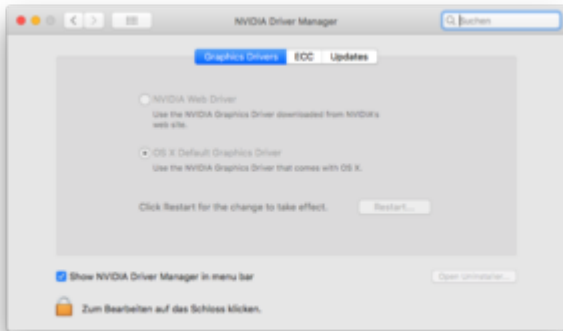 NVIDIA Driver Manager
Suchen
Graphics Drivers
ECC
Updates
NVIDIA Web Driver
Use the NVIDIA Graphics Driver downloaded from NVIDIA's
web site.
OS X Default Graphics Driver
Use the NVIDIA Graphics Driver that comes with OS X.
Click Restart for the change to take effect.
Restart...
Show NVIDIA Driver Manager in menu bar
Open Uninstaller...
Zum Bearbeiten auf das Schloss klicken.